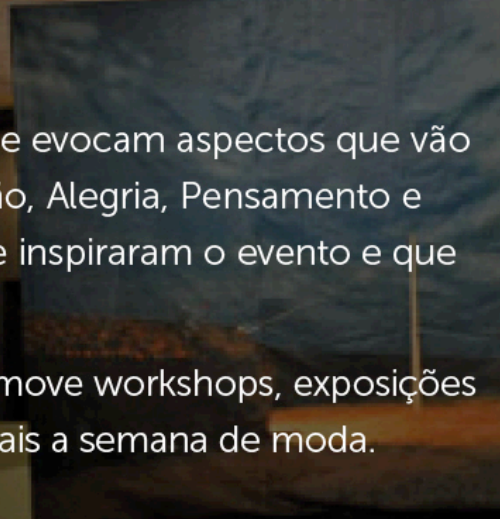 e evocam aspectos que vão
o, Alegria, Pensamento e
inspiraram o evento e que
move workshops, exposições
ais a semana de moda.